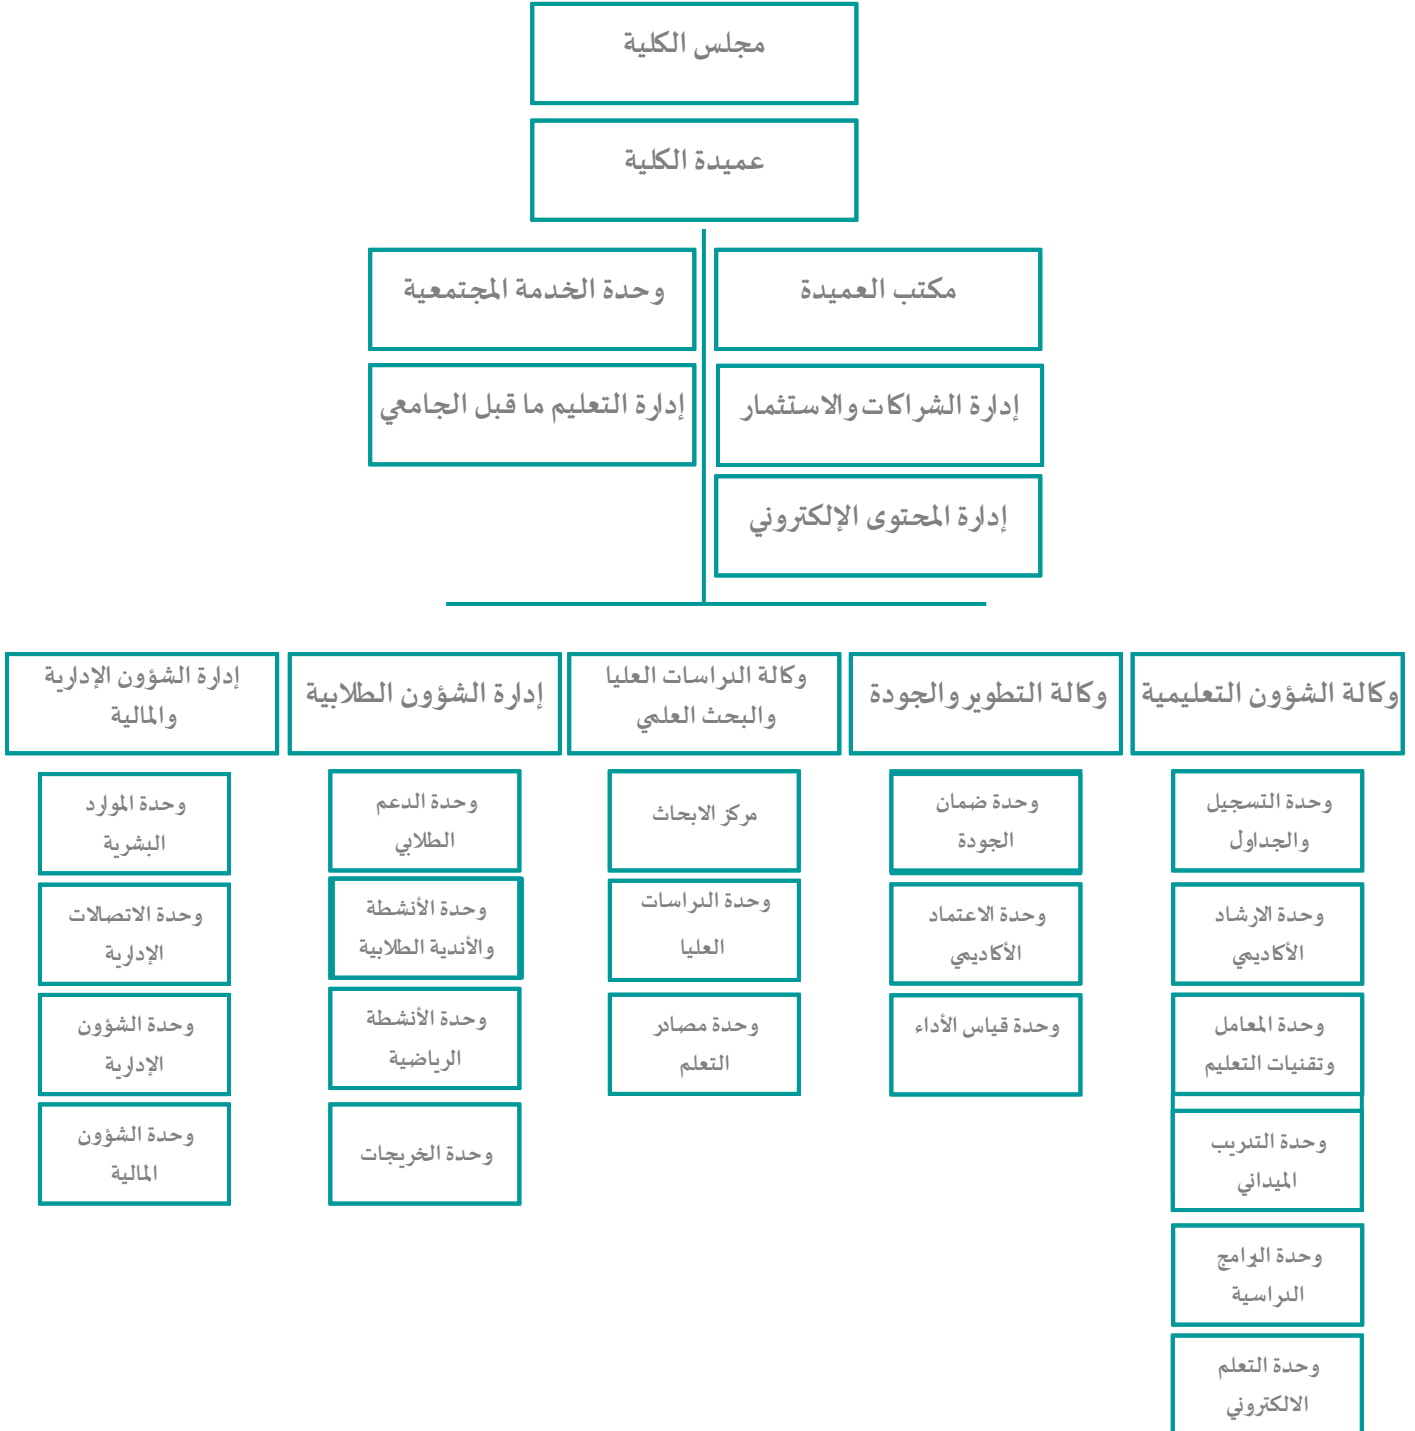 مجلس الكلية
عميدة الكلية
مكتب العميدة
وحدة الخدمة المجتمعية
إدارة الشراكات والاستثمار
إدارة التعليم ما قبل الجامعي
إدارة المحتوى الإلكتروني
وكالة الشؤون التعليمية
وكالة التطوير والجودة
وكالة الدراسات العليا
والبحث العلمي
إدارة الشؤون الطلابية
إدارة الشؤون الإدارية
والمالية
وحدة التسجيل
والجداول
وحدة الارشاد
الأكاديمي
وحدة المعامل
وتقنيات التعليم
وحدة التدريب
الميداني
وحدة البرامج
الدراسية
وحدة التعلم
الالكتروني
وحدة ضمان
الجودة
وحدة الاعتماد
الأكاديمي
وحدة قياس الأداء
مركز الابحاث
وحدة الدراسات
العليا
وحدة مصادر
التعلم
وحدة الدعم
الطلابي
وحدة الأنشطة
والأندية الطلابية
وحدة الأنشطة
الرياضية
وحدة الخريجات
وحدة الموارد
البشرية
وحدة الاتصالات
الإدارية
وحدة الشؤون
الإدارية
وحدة الشؤون
المالية